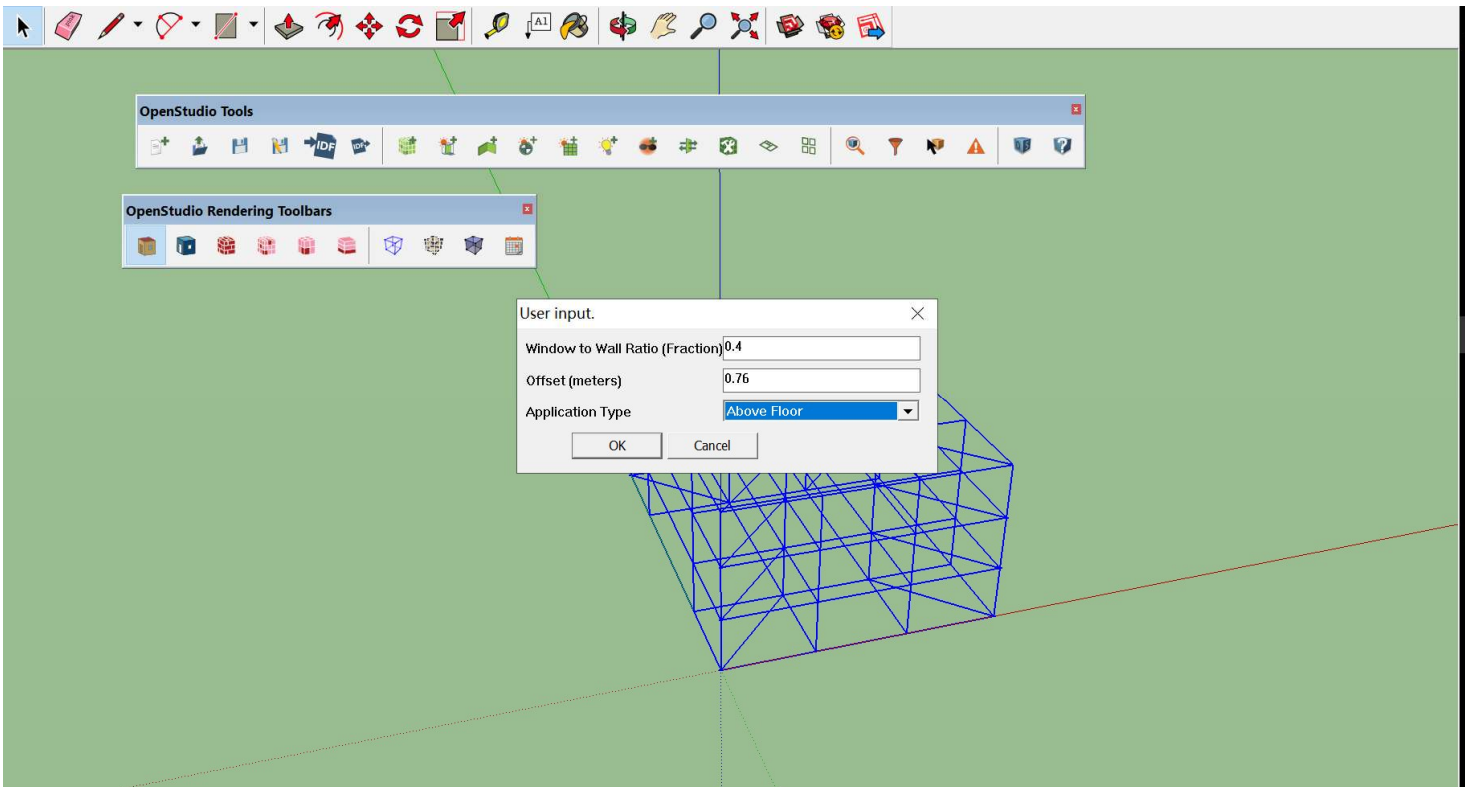 A1
OpenStudio Tools
IDF
IDF
OpenStudio Rendering Toolbars
User input.
Window to Wall Ratio (Fraction) 0.4
Offset (meters) 0.76
Application Type Above Floor
OK Cancel